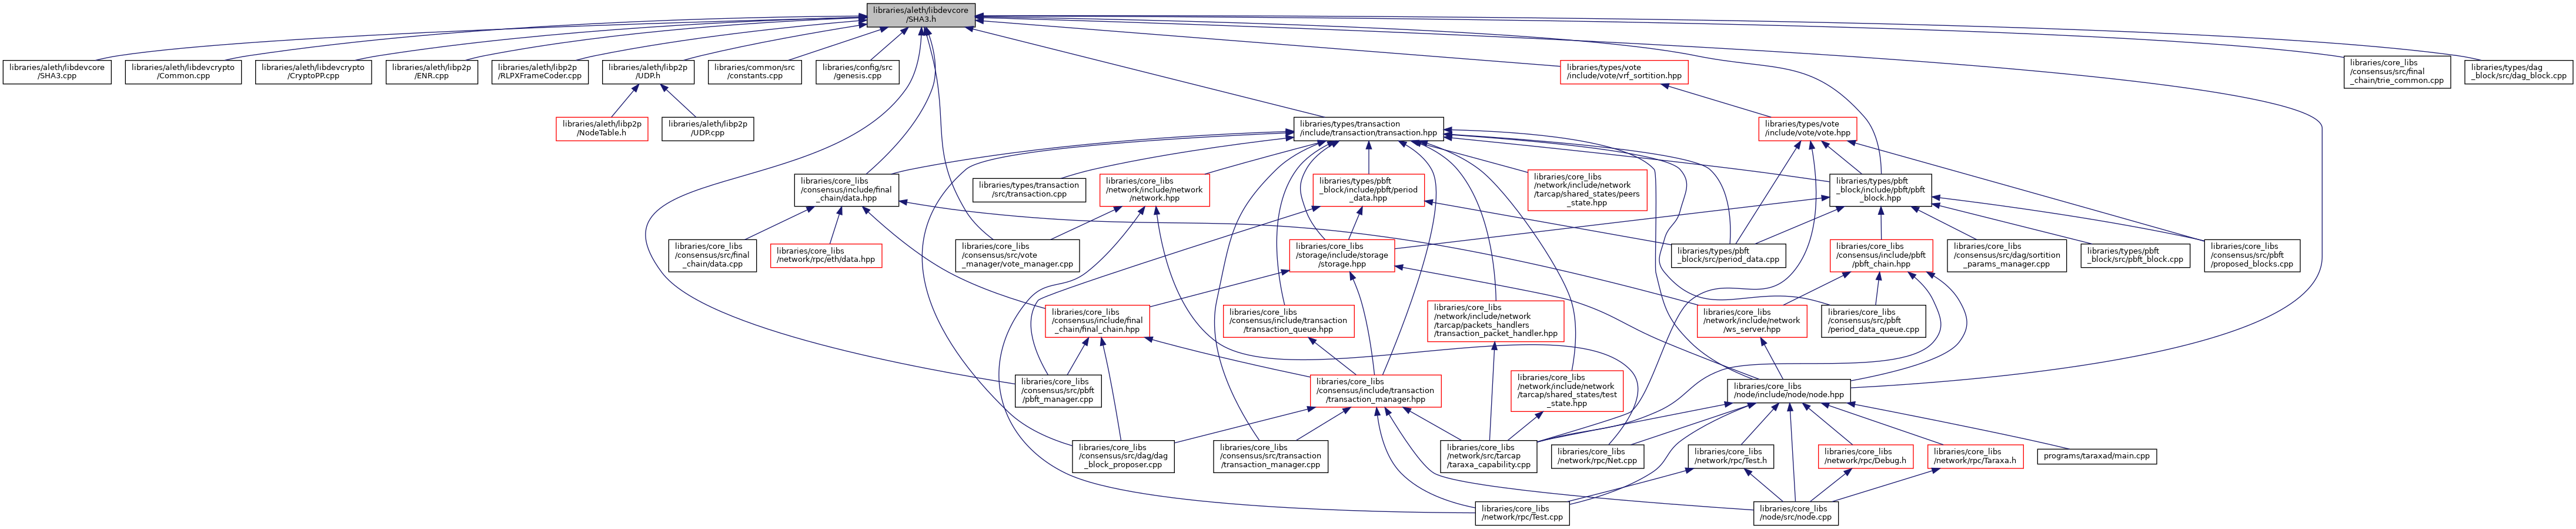 libraries/aleth/libdevcore
/SHA3.h
libraries/aleth/libdevcore
/SHA3.cpp
libraries/aleth/libdevcrypto
/Common.cpp
libraries/aleth/libdevcrypto
/CryptoPP.cpp
libraries/aleth/libp2p
/ENR.cpp
libraries/aleth/libp2p
/RLPXFrameCoder.cpp
libraries/aleth/libp2p
/UDP.h
libraries/common/src
/constants.cpp
libraries/config/src
/genesis.cpp
libraries/types/vote
/include/vote/vrf_sortition.hpp
libraries/core_libs
/consensus/src/final
_chain/trie_common.cpp
libraries/types/dag
_block/src/dag_block.cpp
libraries/aleth/libp2p
/NodeTable.h
libraries/aleth/libp2p
/UDP.cpp
libraries/types/transaction
/include/transaction/transaction.hpp
libraries/types/vote
/include/vote/vote.hpp
libraries/core_libs
/consensus/include/final
_chain/data.hpp
libraries/types/transaction
/src/transaction.cpp
libraries/core_libs
/network/include/network
/network.hpp
libraries/types/pbft
_block/include/pbft/period
_data.hpp
libraries/core_libs
/network/include/network
/tarcap/shared_states/peers
_state.hpp
libraries/types/pbft
_block/include/pbft/pbft
_block.hpp
libraries/core_libs
/consensus/src/final
_chain/data.cpp
libraries/core_libs
/network/rpc/eth/data.hpp
libraries/core_libs
/consensus/src/vote
_manager/vote_manager.cpp
libraries/core_libs
/storage/include/storage
/storage.hpp
libraries/types/pbft
_block/src/period_data.cpp
libraries/core_libs
/consensus/include/pbft
/pbft_chain.hpp
libraries/core_libs
/consensus/src/dag/sortition
_params_manager.cpp
libraries/types/pbft
_block/src/pbft_block.cpp
libraries/core_libs
/consensus/src/pbft
/proposed_blocks.cpp
libraries/core_libs
/consensus/include/final
_chain/final_chain.hpp
libraries/core_libs
/consensus/include/transaction
/transaction_queue.hpp
libraries/core_libs
/network/include/network
/tarcap/packets_handlers
/transaction_packet_handler.hpp
libraries/core_libs
/network/include/network
/ws_server.hpp
libraries/core_libs
/consensus/src/pbft
/period_data_queue.cpp
libraries/core_libs
/consensus/src/pbft
/pbft_manager.cpp
libraries/core_libs
/consensus/include/transaction
/transaction_manager.hpp
libraries/core_libs
/network/include/network
/tarcap/shared_states/test
_state.hpp
libraries/core_libs
/node/include/node/node.hpp
libraries/core_libs
/consensus/src/dag/dag
_block_proposer.cpp
libraries/core_libs
/consensus/src/transaction
/transaction_manager.cpp
libraries/core_libs
/network/src/tarcap
/taraxa_capability.cpp
libraries/core_libs
/network/rpc/Net.cpp
libraries/core_libs
/network/rpc/Test.h
libraries/core_libs
/network/rpc/Debug.h
libraries/core_libs
/network/rpc/Taraxa.h
programs/taraxad/main.cpp
libraries/core_libs
/network/rpc/Test.cpp
libraries/core_libs
/node/src/node.cpp